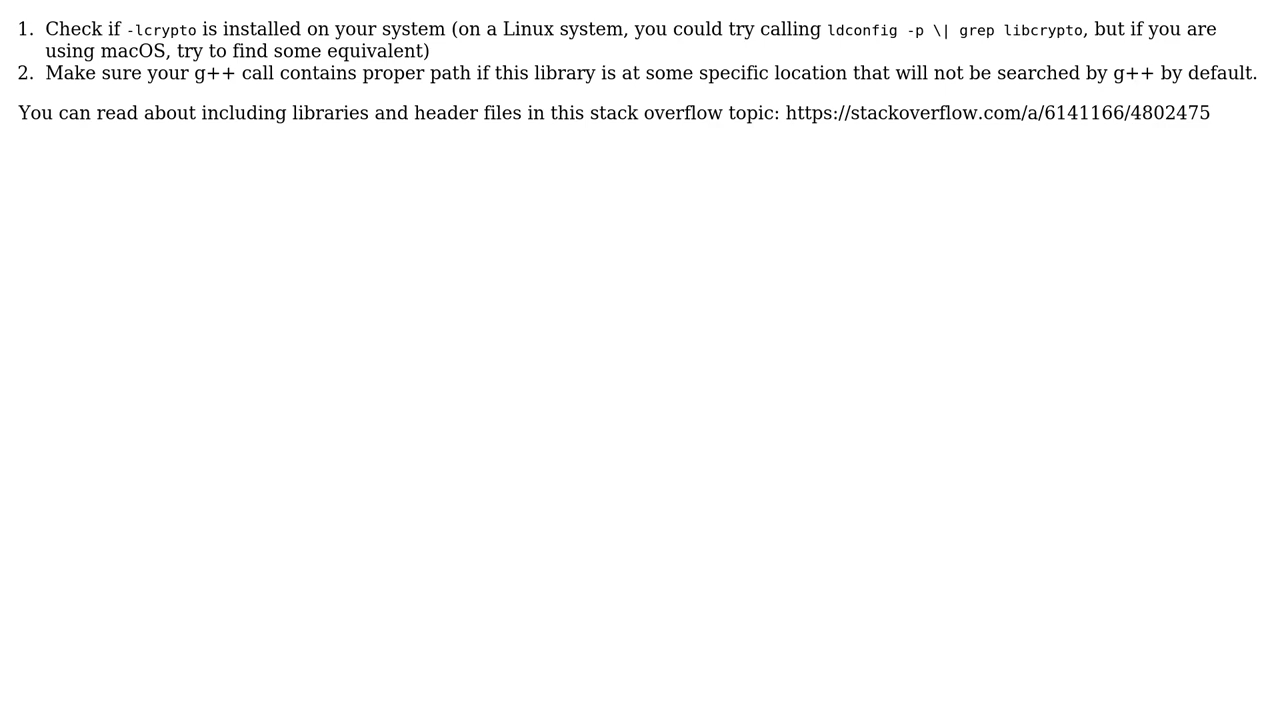 1. Check if -lcrypto is installed on your system (on a Linux system, you could try calling ldconfig -p \| grep libcrypto, but if you are
using macOS, try to find some equivalent)
2. Make sure your g++ call contains proper path if this library is at some specific location that will not be searched by g++ by default.
You can read about including libraries and header files in this stack overflow topic: https://stackoverflow.com/a/6141166/4802475